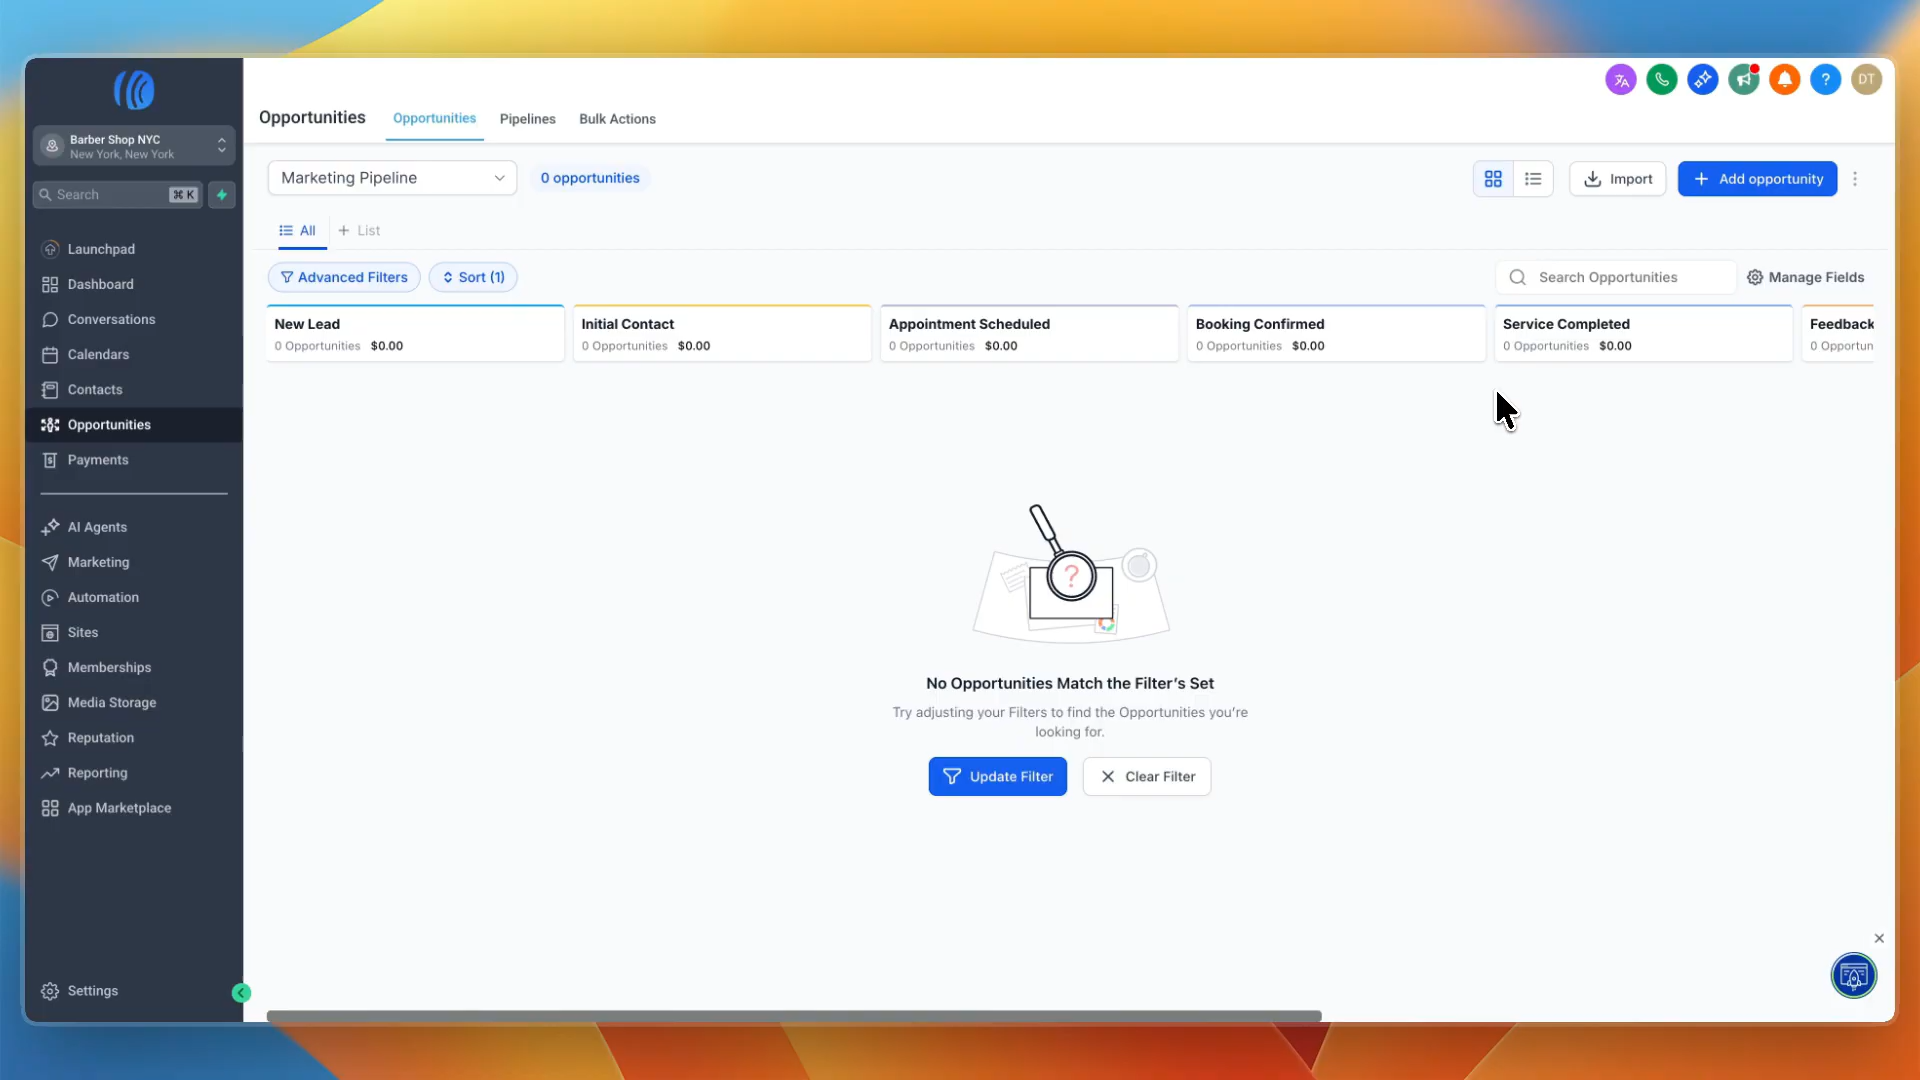 Barber Shop NYC
New York, New York
Search ⌘ K
Launchpad
Dashboard
Conversations
Calendars
Contacts
Opportunities
Payments
AI Agents
Marketing
Automation
Sites
Memberships
Media Storage
Reputation
Reporting
App Marketplace
Settings
Opportunities Opportunities Pipelines Bulk Actions
DT
Marketing Pipeline 0 opportunities Import + Add opportunity
All + List
Advanced Filters Sort (1) Search Opportunities Manage Fields
New Lead
0 Opportunities $0.00
Initial Contact
0 Opportunities $0.00
Appointment Scheduled
0 Opportunities $0.00
Booking Confirmed
0 Opportunities $0.00
Service Completed
0 Opportunities $0.00
Feedback
0 Opportun
?
No Opportunities Match the Filter's Set
Try adjusting your Filters to find the Opportunities you're
looking for.
Update Filter Clear Filter